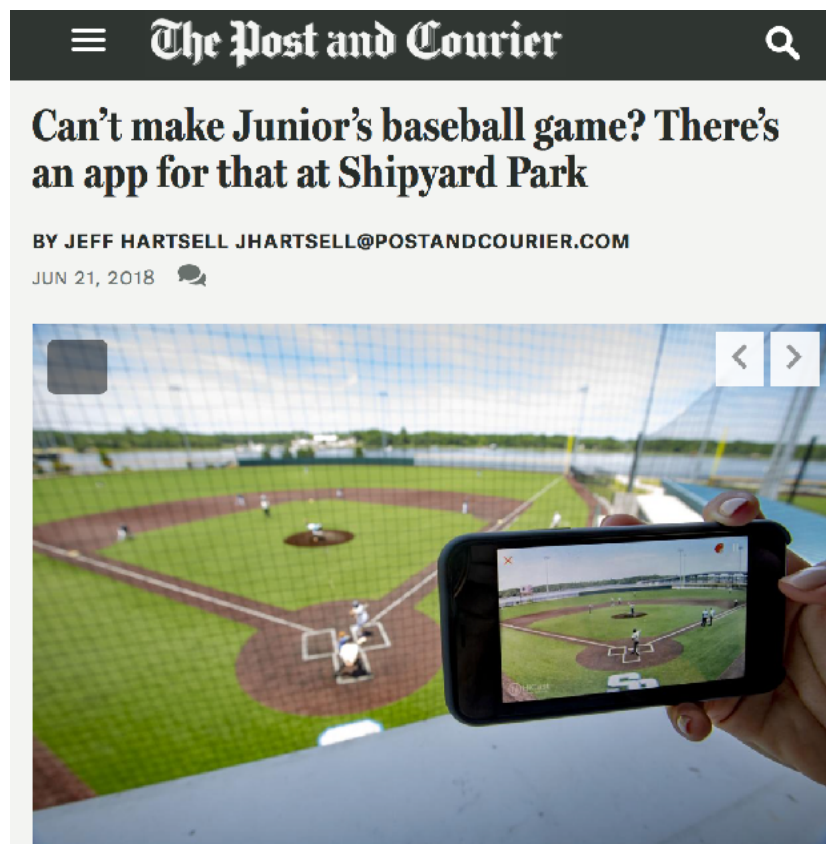 The Post and Courier
Can't make Junior's baseball game? There's
an app for that at Shipyard Park
BY JEFF HARTSELL JHARTSELL@POSTANDCOURIER.COM
JUN 21, 2018